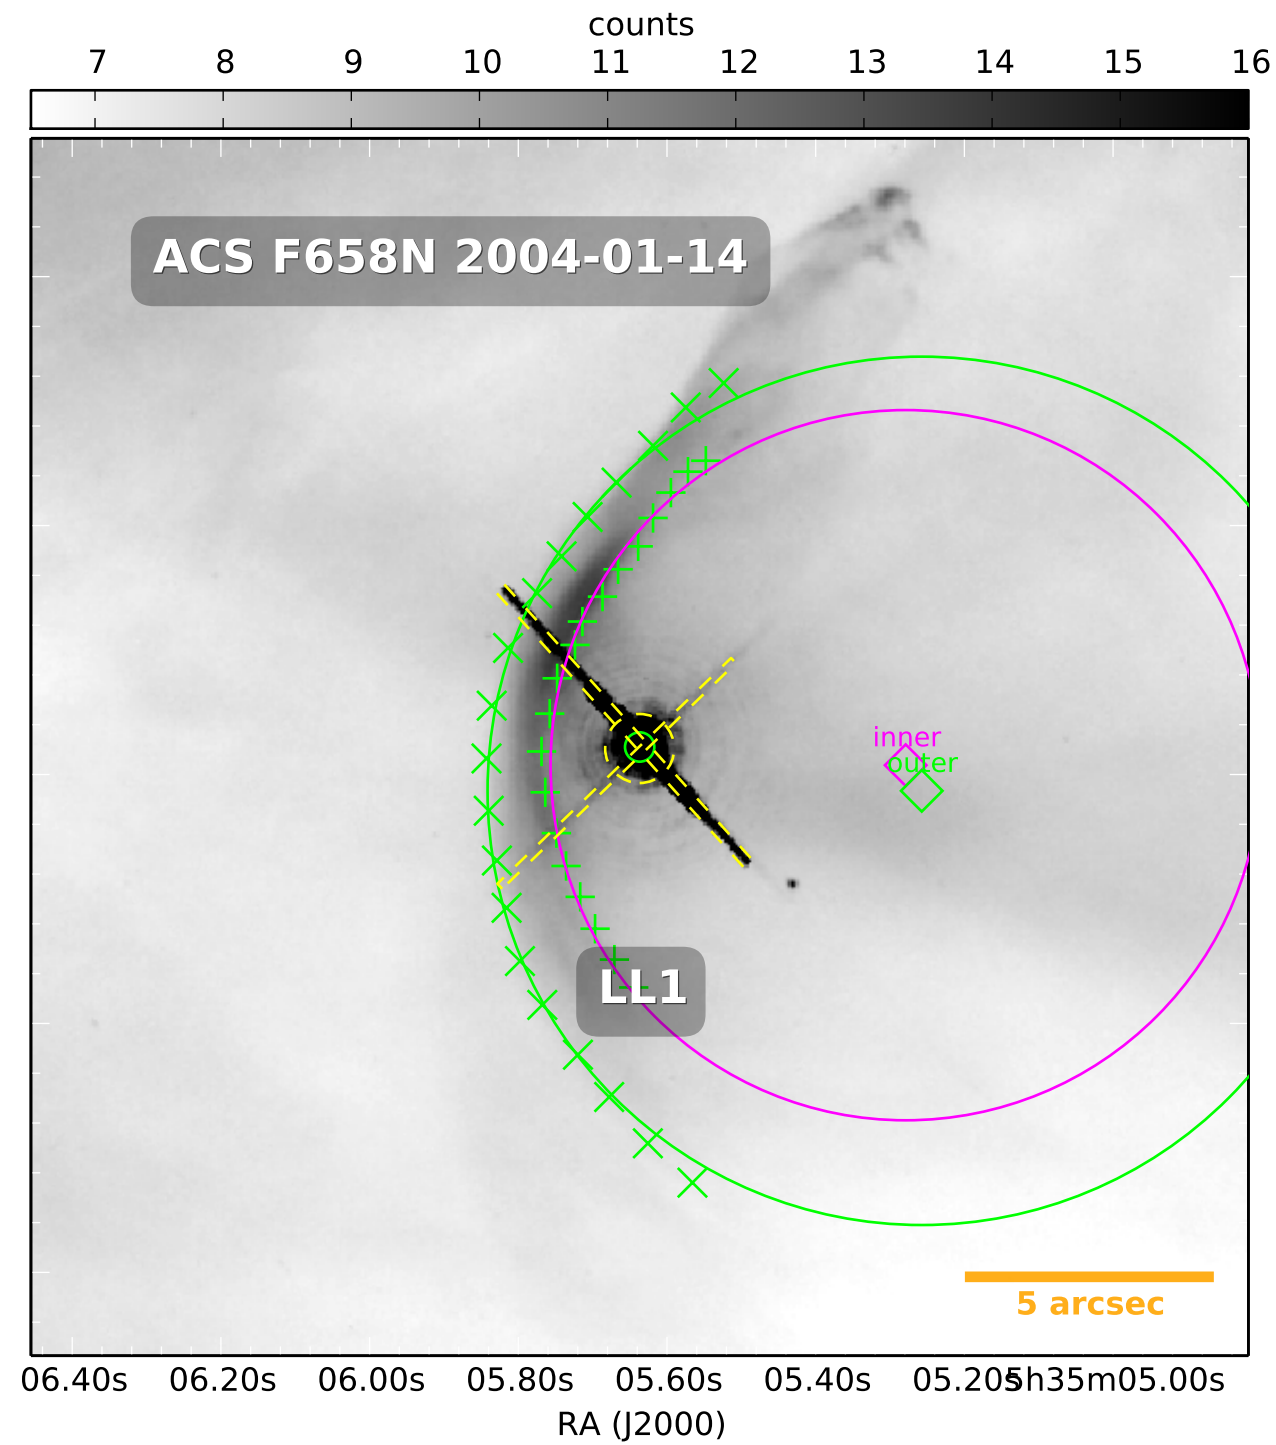 counts
7 8 9 10 11 12 13 14 15 16
ACS F658N 2004-01-14
inner
outer
LL1
5 arcsec
06.40s 06.20s 06.00s 05.80s 05.60s 05.40s 05.20s 5h35m05.00s
RA (J2000)